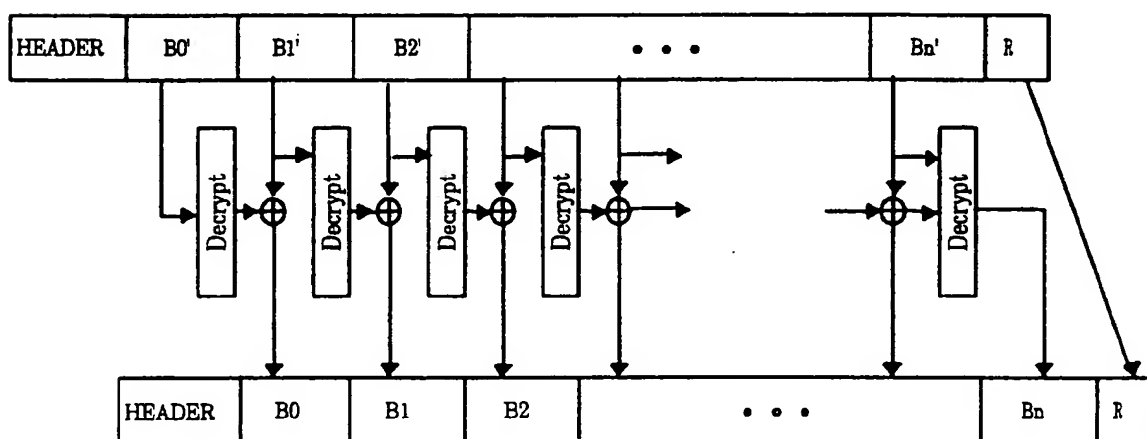 HEADER B0' B1' B2' • • • Bn' R
Decrypt Decrypt Decrypt Decrypt Decrypt
HEADER B0 B1 B2 • • • Bn R